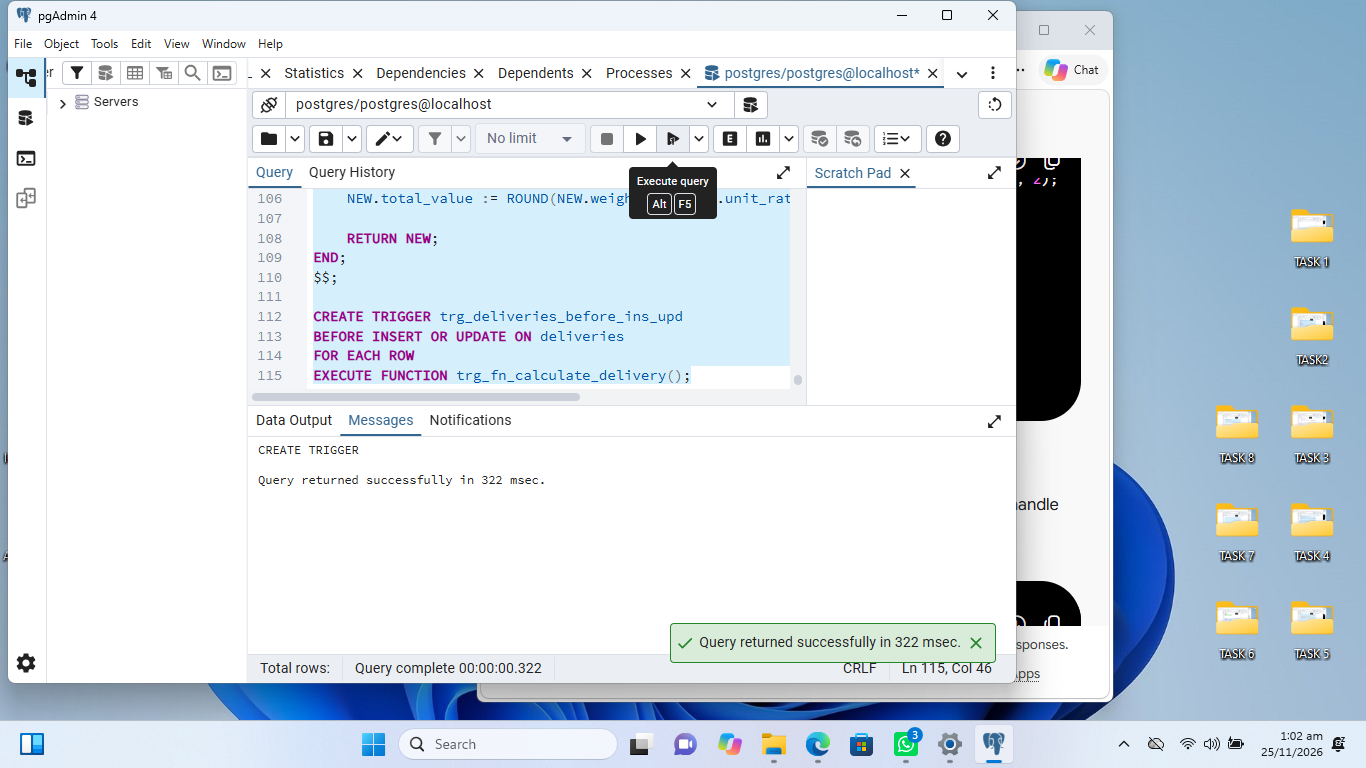 pgAdmin 4
File Object Tools Edit View Window Help
Statistics Dependencies Dependents Processes postgres/postgres@localhost*
Servers
postgres/postgres@localhost
No limit
Query Query History
Execute query
Alt F5
Scratch Pad
106 NEW.total_value := ROUND(NEW.weigh .unit_rat
107
108 RETURN NEW;
109 END;
110 $$;
111
112 CREATE TRIGGER trg_deliveries_before_ins_upd
113 BEFORE INSERT OR UPDATE ON deliveries
114 FOR EACH ROW
115 EXECUTE FUNCTION trg_fn_calculate_delivery();
Data Output Messages Notifications
CREATE TRIGGER
Query returned successfully in 322 msec.
Query returned successfully in 322 msec.
Total rows: Query complete 00:00:00.322 CRLF Ln 115, Col 46
Chat
, 2);
andle
sponses.
Apps
TASK 1
TASK2
TASK 8 TASK 3
TASK 7 TASK 4
TASK 6 TASK 5
Search
3
1:02 am
25/11/2026